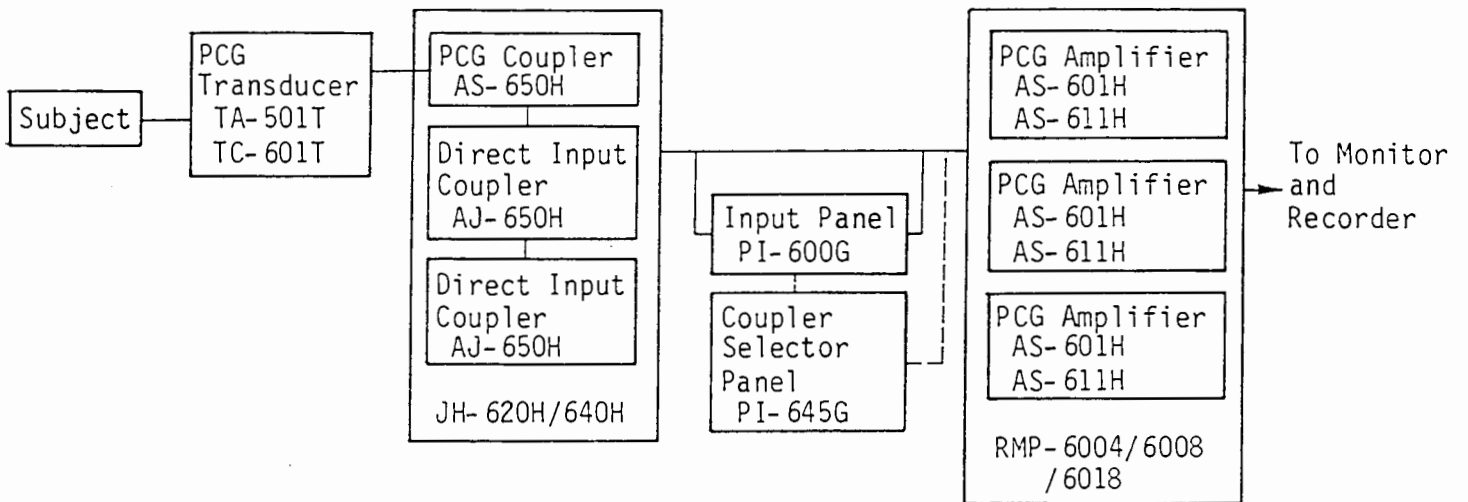 Subject
PCG
Transducer
TA-501T
TC-601T
PCG Coupler
AS-650H
Direct Input
Coupler
AJ-650H
Direct Input
Coupler
AJ-650H
JH-620H/640H
Input Panel
PI-600G
Coupler
Selector
Panel
PI-645G
PCG Amplifier
AS-601H
AS-611H
PCG Amplifier
AS-601H
AS-611H
PCG Amplifier
AS-601H
AS-611H
RMP-6004/6008
/6018
To Monitor
and
Recorder